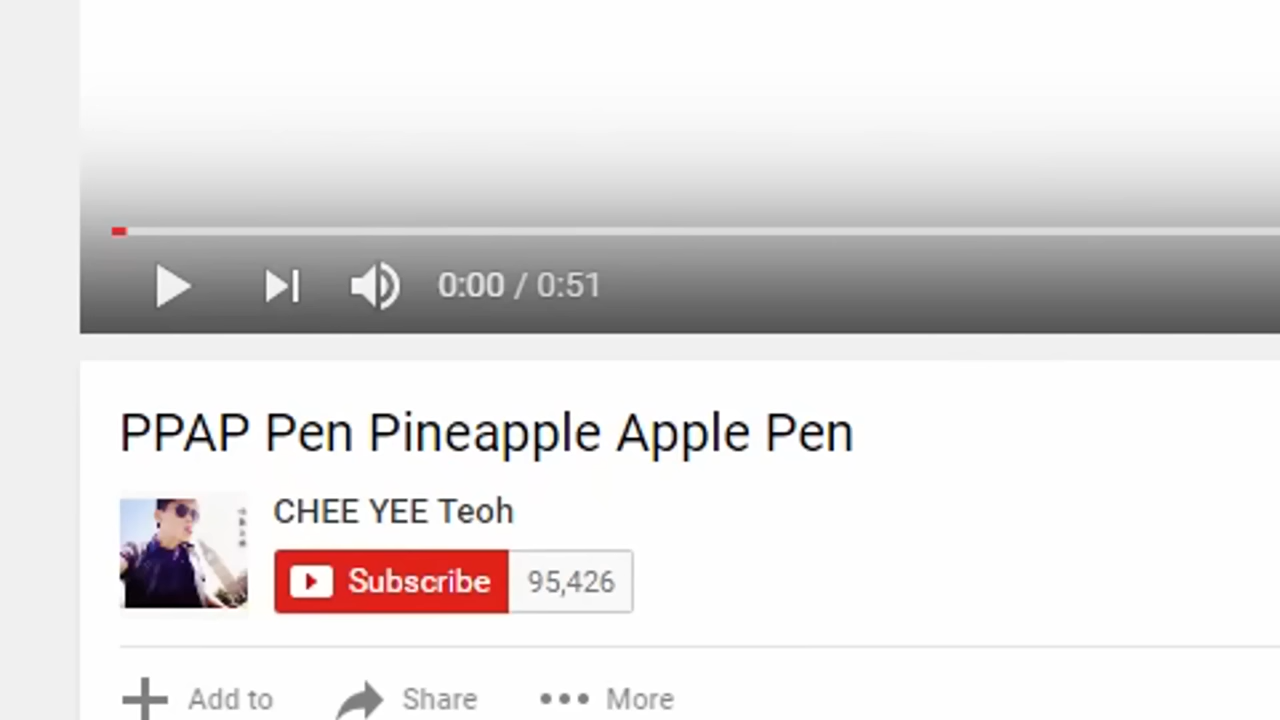 0:00 / 0:51
PPAP Pen Pineapple Apple Pen
CHEE YEE Teoh
Subscribe 95,426
Add to Share More